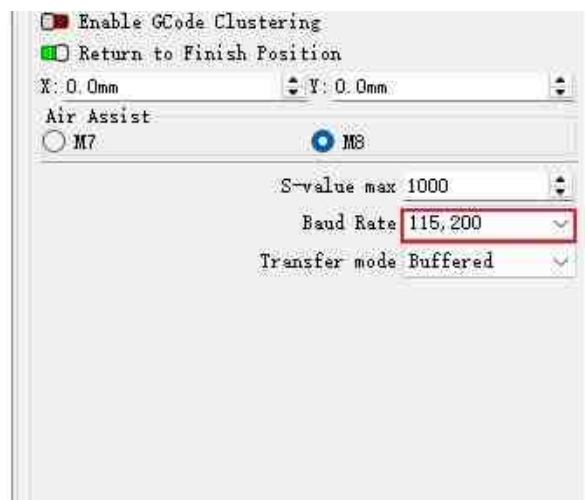 Enable GCode Clustering
Return to Finish Position
X: 0.0mm Y: 0.0mm
Air Assist
M7 M8
S-value max 1000
Baud Rate 115,200
Transfer mode Buffered